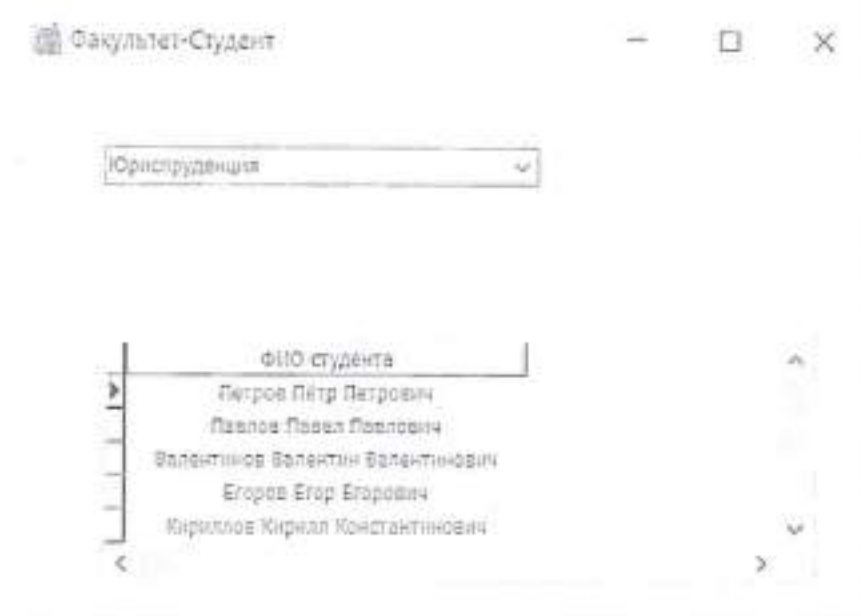 Факультет-Студент
Юриспруденция
ФИО студента
Петров Пётр Петрович
Павлов Павел Павлович
Валентинов Валентин Валентинович
Егоров Егор Егорович
Кириллов Кирилл Константинович